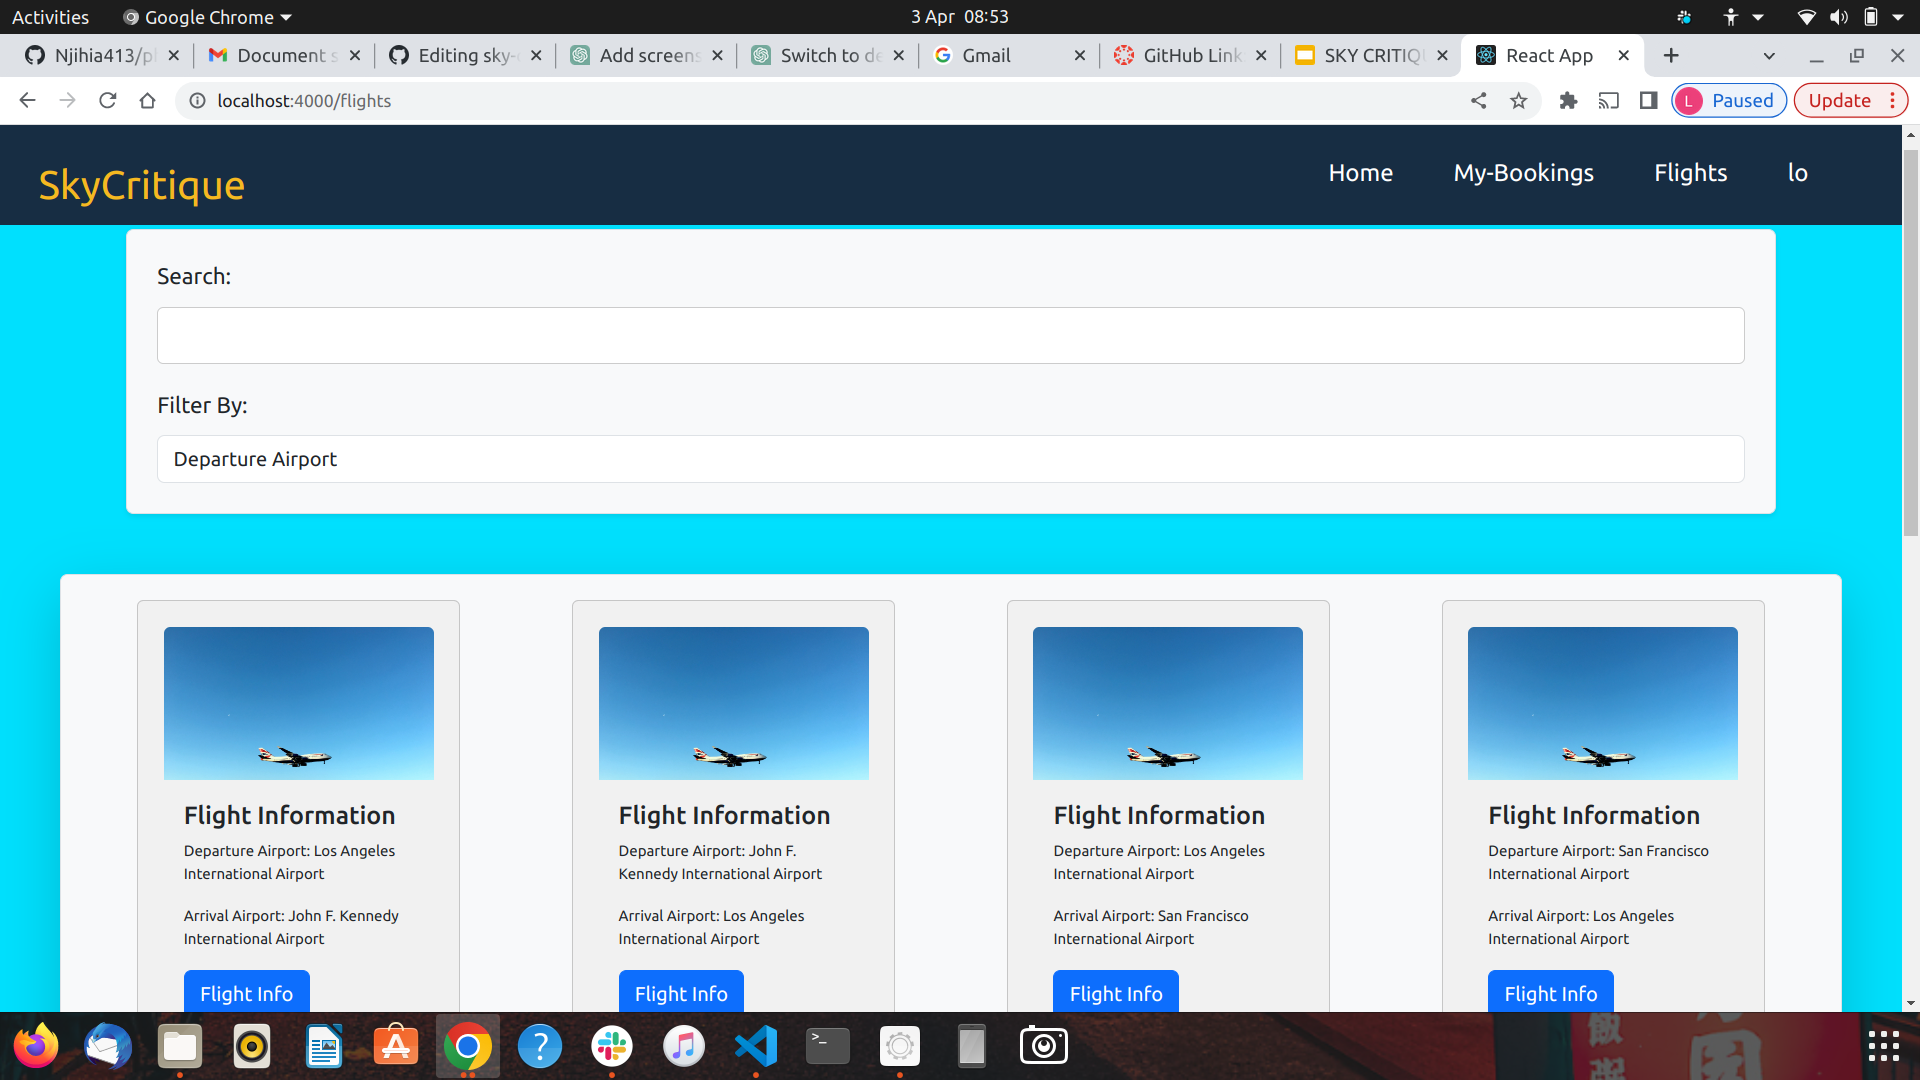 Activities
Google Chrome
3 Apr 08:53
Njihia413/p
Document s
Editing sky-
Add screens
Switch to de
Gmail
GitHub Link
SKY CRITIQU
React App
localhost:4000/flights
L
Paused
Update
SkyCritique
Home
My-Bookings
Flights
lo
Search:
Filter By:
Departure Airport
Flight Information
Departure Airport: Los Angeles
International Airport
Arrival Airport: John F. Kennedy
International Airport
Flight Info
Flight Information
Departure Airport: John F.
Kennedy International Airport
Arrival Airport: Los Angeles
International Airport
Flight Info
Flight Information
Departure Airport: Los Angeles
International Airport
Arrival Airport: San Francisco
International Airport
Flight Info
Flight Information
Departure Airport: San Francisco
International Airport
Arrival Airport: Los Angeles
International Airport
Flight Info